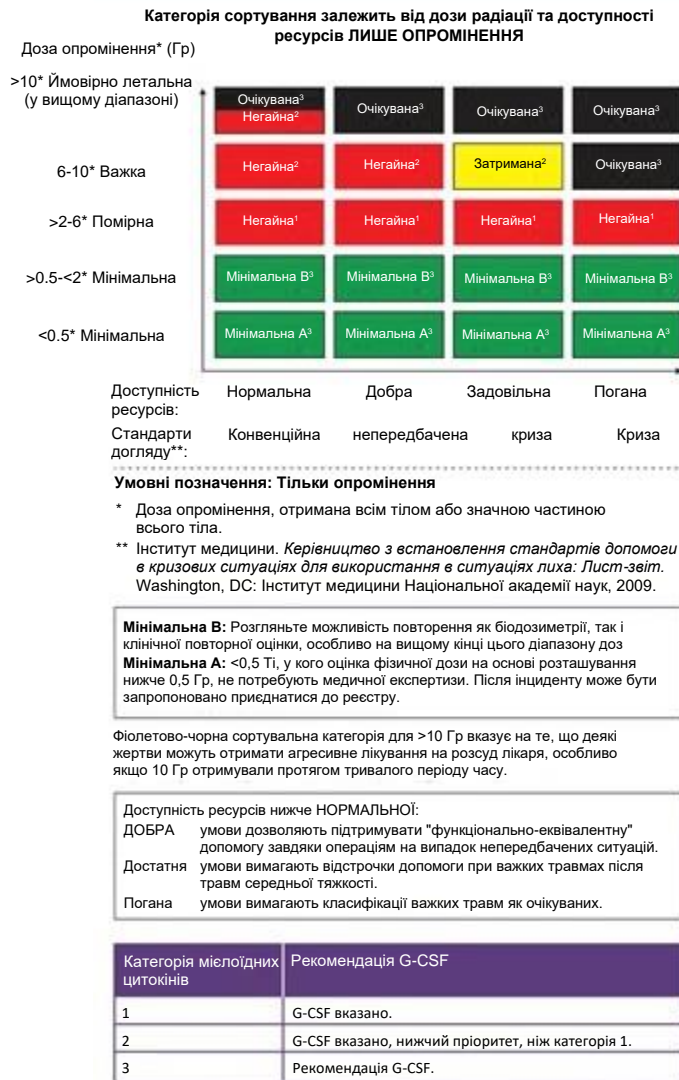 Категорія сортування залежить від дози радіації та доступності
ресурсів ЛИШЕ ОПРОМІНЕННЯ
Доза опромінення* (Гр)
>10* Ймовірно летальна
(у вищому діапазоні)
Очікувана³
Негайна²
Очікувана³
Очікувана³
Очікувана³
6-10* Важка
Негайна²
Негайна²
Затримана²
Очікувана³
>2-6* Помірна
Негайна¹
Негайна¹
Негайна¹
Негайна¹
>0.5-<2* Мінімальна
Мінімальна B³
Мінімальна B³
Мінімальна B³
Мінімальна B³
<0.5* Мінімальна
Мінімальна A³
Мінімальна A³
Мінімальна A³
Мінімальна A³
Доступність
ресурсів:
Нормальна
Добра
Задовільна
Погана
Стандарти
догляду**:
Конвенційна
непередбачена
криза
Криза
Умовні позначення: Тільки опромінення
* Доза опромінення, отримана всім тілом або значною частиною
всього тіла.
** Інститут медицини. Керівництво з встановлення стандартів допомоги
в кризових ситуаціях для використання в ситуаціях лиха: Лист-звіт.
Washington, DC: Інститут медицини Національної академії наук, 2009.
Мінімальна B: Розгляньте можливість повторення як біодозиметрії, так і
клінічної повторної оцінки, особливо на вищому кінці цього діапазону доз
Мінімальна А: <0,5 Ті, у кого оцінка фізичної дози на основі розташування
нижче 0,5 Гр, не потребують медичної експертизи. Після інциденту може бути
запропоновано приєднатися до реєстру.
Фіолетово-чорна сортувальна категорія для >10 Гр вказує на те, що деякі
жертви можуть отримати агресивне лікування на розсуд лікаря, особливо
якщо 10 Гр отримували протягом тривалого періоду часу.
Доступність ресурсів нижче НОРМАЛЬНОЇ:
ДОБРА умови дозволяють підтримувати "функціонально-еквівалентну"
допомогу завдяки операціям на випадок непередбачених ситуацій.
Достатня умови вимагають відстрочки допомоги при важких травмах після
травм середньої тяжкості.
Погана умови вимагають класифікації важких травм як очікуваних.
Категорія мієлоїдних
цитокінів
Рекомендація G-CSF
1 G-CSF вказано.
2 G-CSF вказано, нижчий пріоритет, ніж категорія 1.
3 Рекомендація G-CSF.